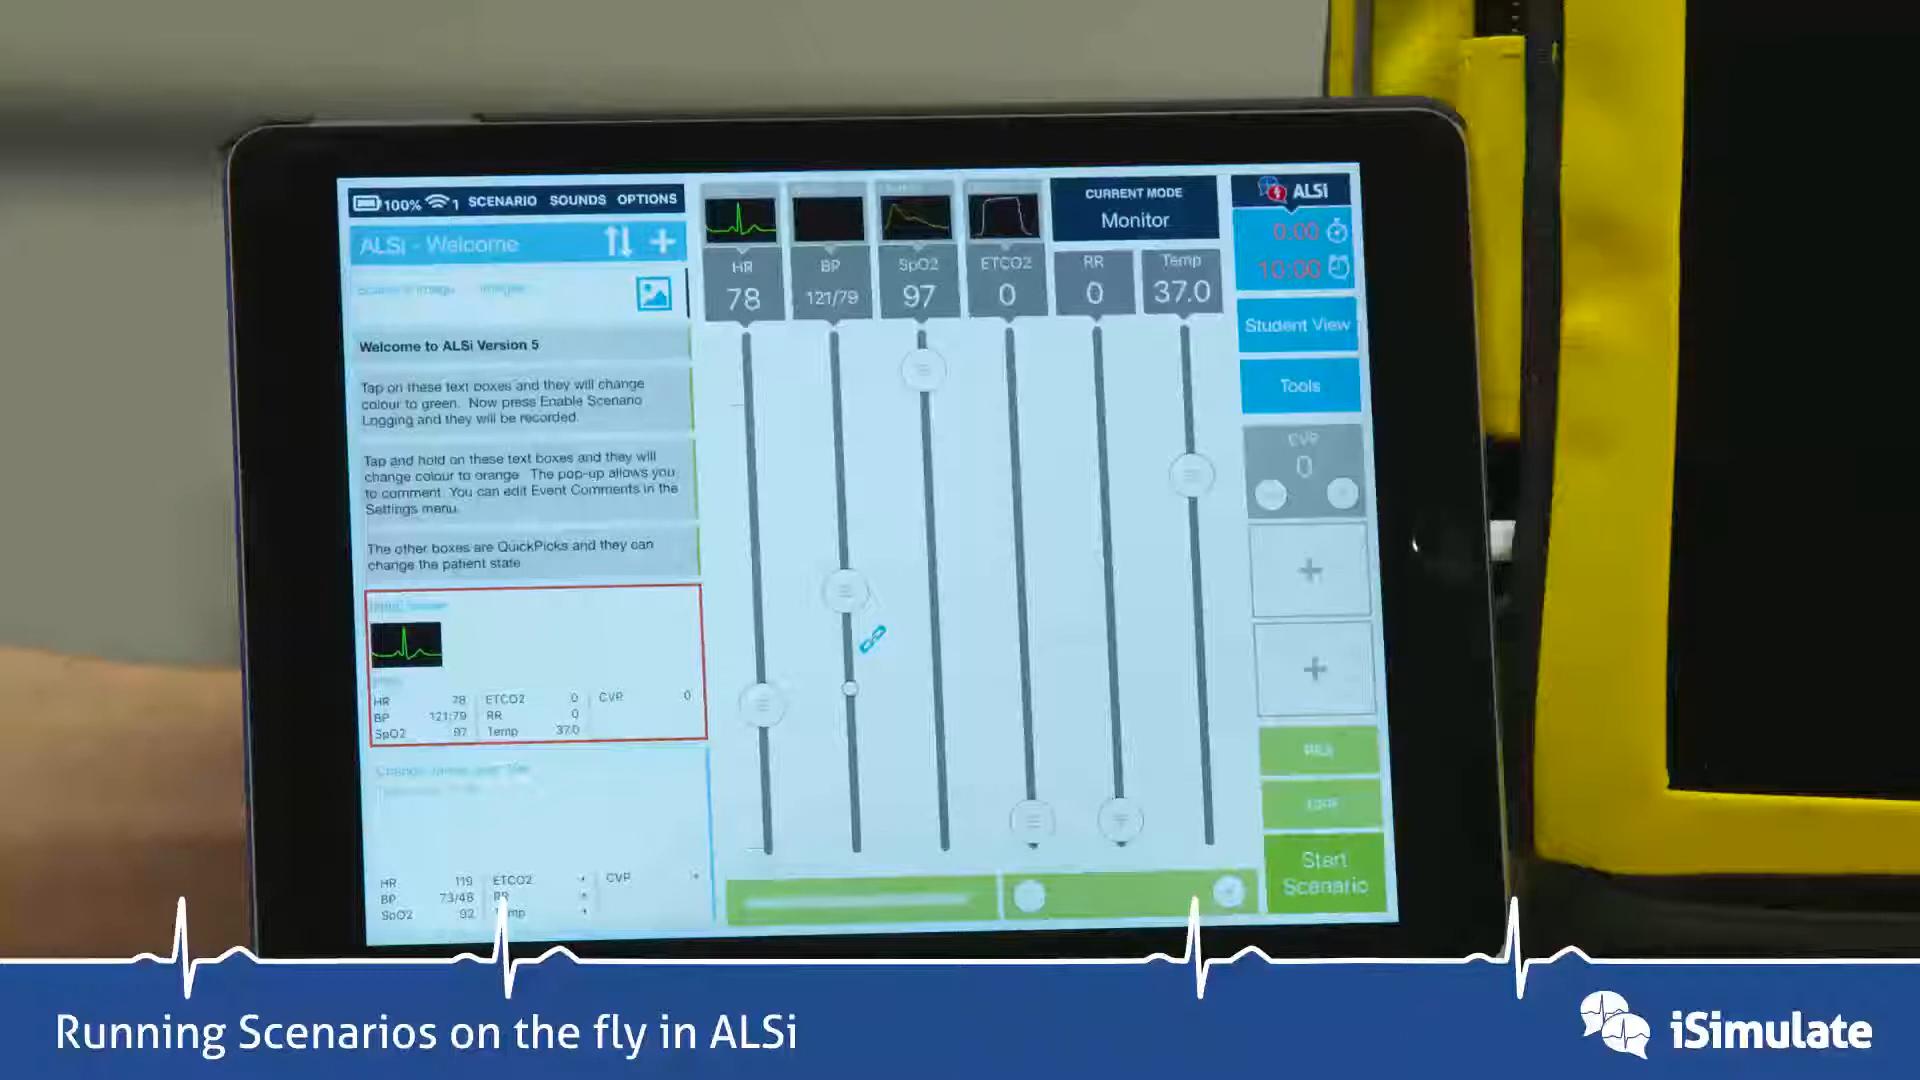 100% 1 SCENARIO SOUNDS OPTIONS
ALSi - Welcome
Welcome to ALSi Version 5
Tap on these text boxes and they will change
colour to green. Now press Enable Scenario
Logging and they will be recorded.
Tap and hold on these text boxes and they will
change colour to orange. The pop-up allows you
to comment. You can edit Event Comments in the
Settings menu.
The other boxes are QuickPicks and they can
change the patient state
HR 78 ETCO2 0 CVP 0
BP 121/79 RR 0
SpO2 97 Temp 37.0
HR 119 ETCO2 CVP
BP 73/48 RR
SpO2 92 Temp
HR
78
BP
121/79
SpO2
97
ETCO2
0
RR
0
Temp
37.0
CURRENT MODE
Monitor
ALSi
0:00
10:00
Student View
Tools
CVP
0
+
+
Start
Scenario
Running Scenarios on the fly in ALSi
iSimulate